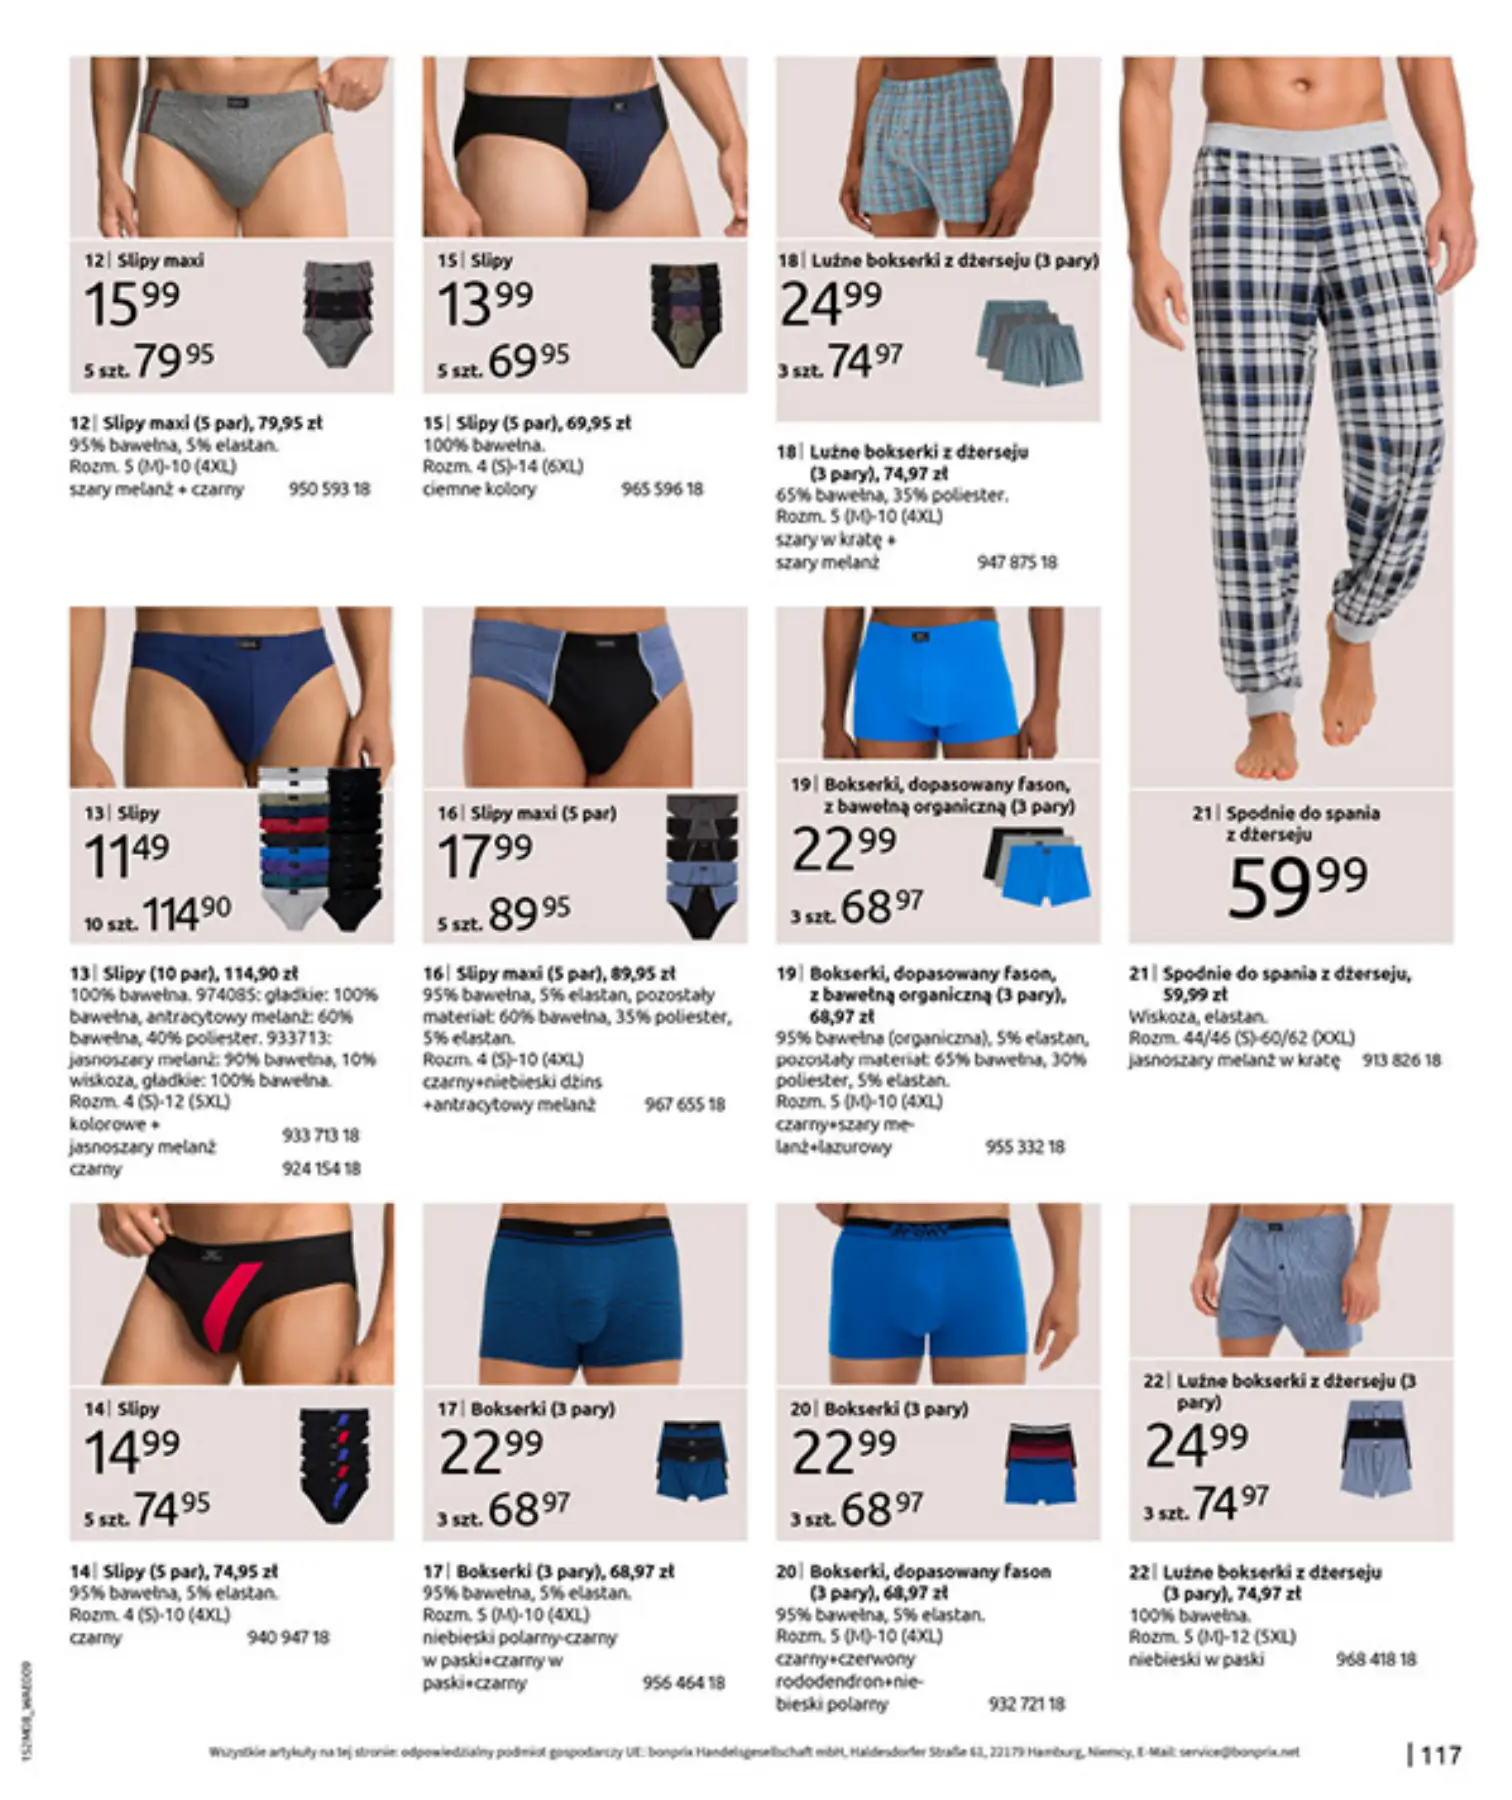 12| Slipy maxi
15 99
5 szt. 79 95
12| Slipy maxi (5 par), 79,95 zł
95% bawełna, 5% elastan.
Rozm. 5 (M)-10 (4XL)
szary melanż + czarny 950 593 18
15| Slipy
13 99
5 szt. 69 95
15| Slipy (5 par), 69,95 zł
100% bawełna.
Rozm. 4 (S)-14 (6XL)
ciemne kolory 965 596 18
18| Luźne bokserki z dżerseju (3 pary)
24 99
3 szt. 74 97
18| Luźne bokserki z dżerseju
(3 pary), 74,97 zł
65% bawełna, 35% poliester.
Rozm. 5 (M)-10 (4XL)
szary w kratę +
szary melanż 947 875 18
13| Slipy
11 49
10 szt. 114 90
13| Slipy (10 par), 114,90 zł
100% bawełna. 974085: gładkie: 100%
bawełna, antracytowy melanż: 60%
bawełna, 40% poliester. 933713:
jasnoszary melanż: 90% bawełna, 10%
wiskoza, gładkie: 100% bawełna.
Rozm. 4 (S)-12 (5XL)
kolorowe +
jasnoszary melanż 933 713 18
czarny 924 154 18
16| Slipy maxi (5 par)
17 99
5 szt. 89 95
16| Slipy maxi (5 par), 89,95 zł
95% bawełna, 5% elastan, pozostały
materiał: 60% bawełna, 35% poliester,
5% elastan.
Rozm. 4 (S)-10 (4XL)
czarny+niebieski dżins
+antracytowy melanż 967 655 18
19| Bokserki, dopasowany fason,
z bawełną organiczną (3 pary)
22 99
3 szt. 68 97
19| Bokserki, dopasowany fason,
z bawełną organiczną (3 pary),
68,97 zł
95% bawełna (organiczna), 5% elastan,
pozostały materiał: 65% bawełna, 30%
poliester, 5% elastan.
Rozm. 5 (M)-10 (4XL)
czarny+szary me-
lanż+lazurowy 955 332 18
21| Spodnie do spania
z dżerseju
59 99
21| Spodnie do spania z dżerseju,
59,99 zł
Wiskoza, elastan.
Rozm. 44/46 (S)-60/62 (XXL)
jasnoszary melanż w kratę 913 826 18
14| Slipy
14 99
5 szt. 74 95
14| Slipy (5 par), 74,95 zł
95% bawełna, 5% elastan.
Rozm. 4 (S)-10 (4XL)
czarny 940 947 18
17| Bokserki (3 pary)
22 99
3 szt. 68 97
17| Bokserki (3 pary), 68,97 zł
95% bawełna, 5% elastan.
Rozm. 5 (M)-10 (4XL)
niebieski polarny-czarny
w paski+czarny w
paski+czarny 956 464 18
SPORT
20| Bokserki (3 pary)
22 99
3 szt. 68 97
20| Bokserki, dopasowany fason
(3 pary), 68,97 zł
95% bawełna, 5% elastan.
Rozm. 5 (M)-10 (4XL)
czarny+czerwony
rododendron+nie-
bieski polarny 932 721 18
22| Luźne bokserki z dżerseju (3
pary)
24 99
3 szt. 74 97
22| Luźne bokserki z dżerseju
(3 pary), 74,97 zł
100% bawełna.
Rozm. 5 (M)-12 (5XL)
niebieski w paski 968 418 18
152M08_WAE009
Wszystkie artykuły na tej stronie: odpowiedzialny podmiot gospodarczy UE: bonprix Handelsgesellschaft mbH, Haldesdorfer Straße 61, 22179 Hamburg, Niemcy, E-Mail: service@bonprix.net
| 117